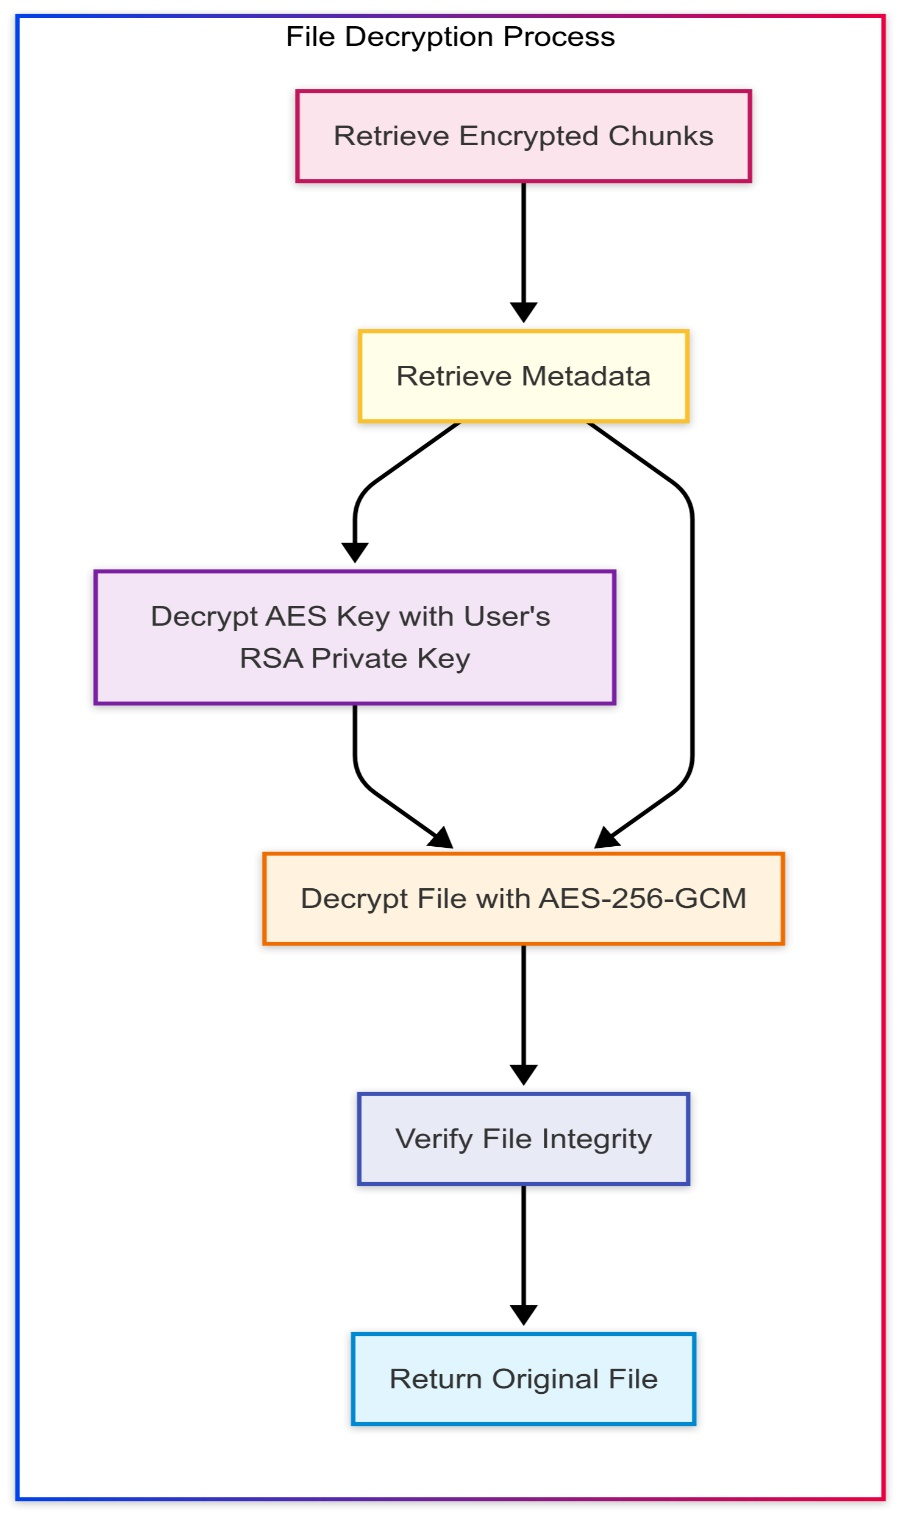 File Decryption Process
Retrieve Encrypted Chunks
Retrieve Metadata
Decrypt AES Key with User's
RSA Private Key
Decrypt File with AES-256-GCM
Verify File Integrity
Return Original File